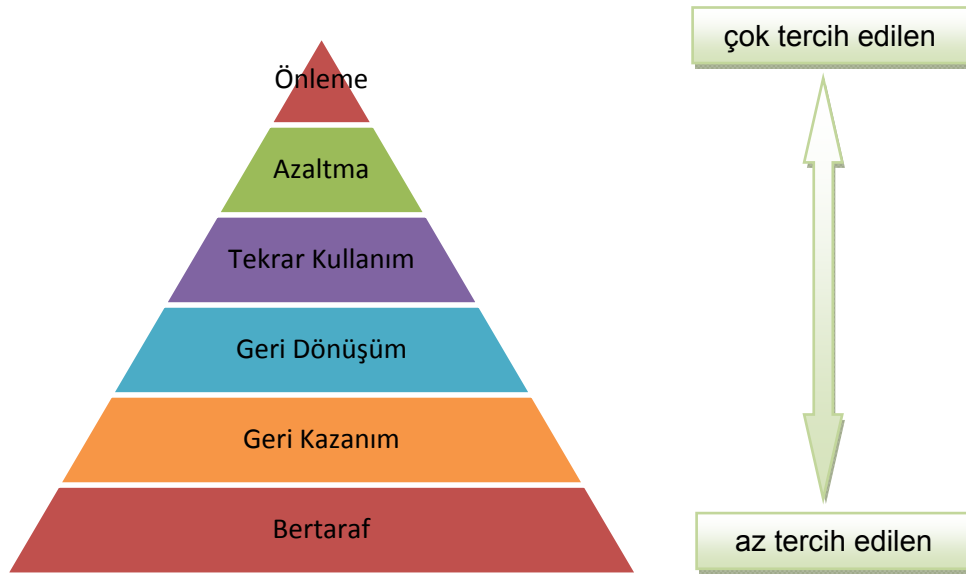 çok tercih edilen
Önleme
Azaltma
Tekrar Kullanım
Geri Dönüşüm
Geri Kazanım
Bertaraf
az tercih edilen